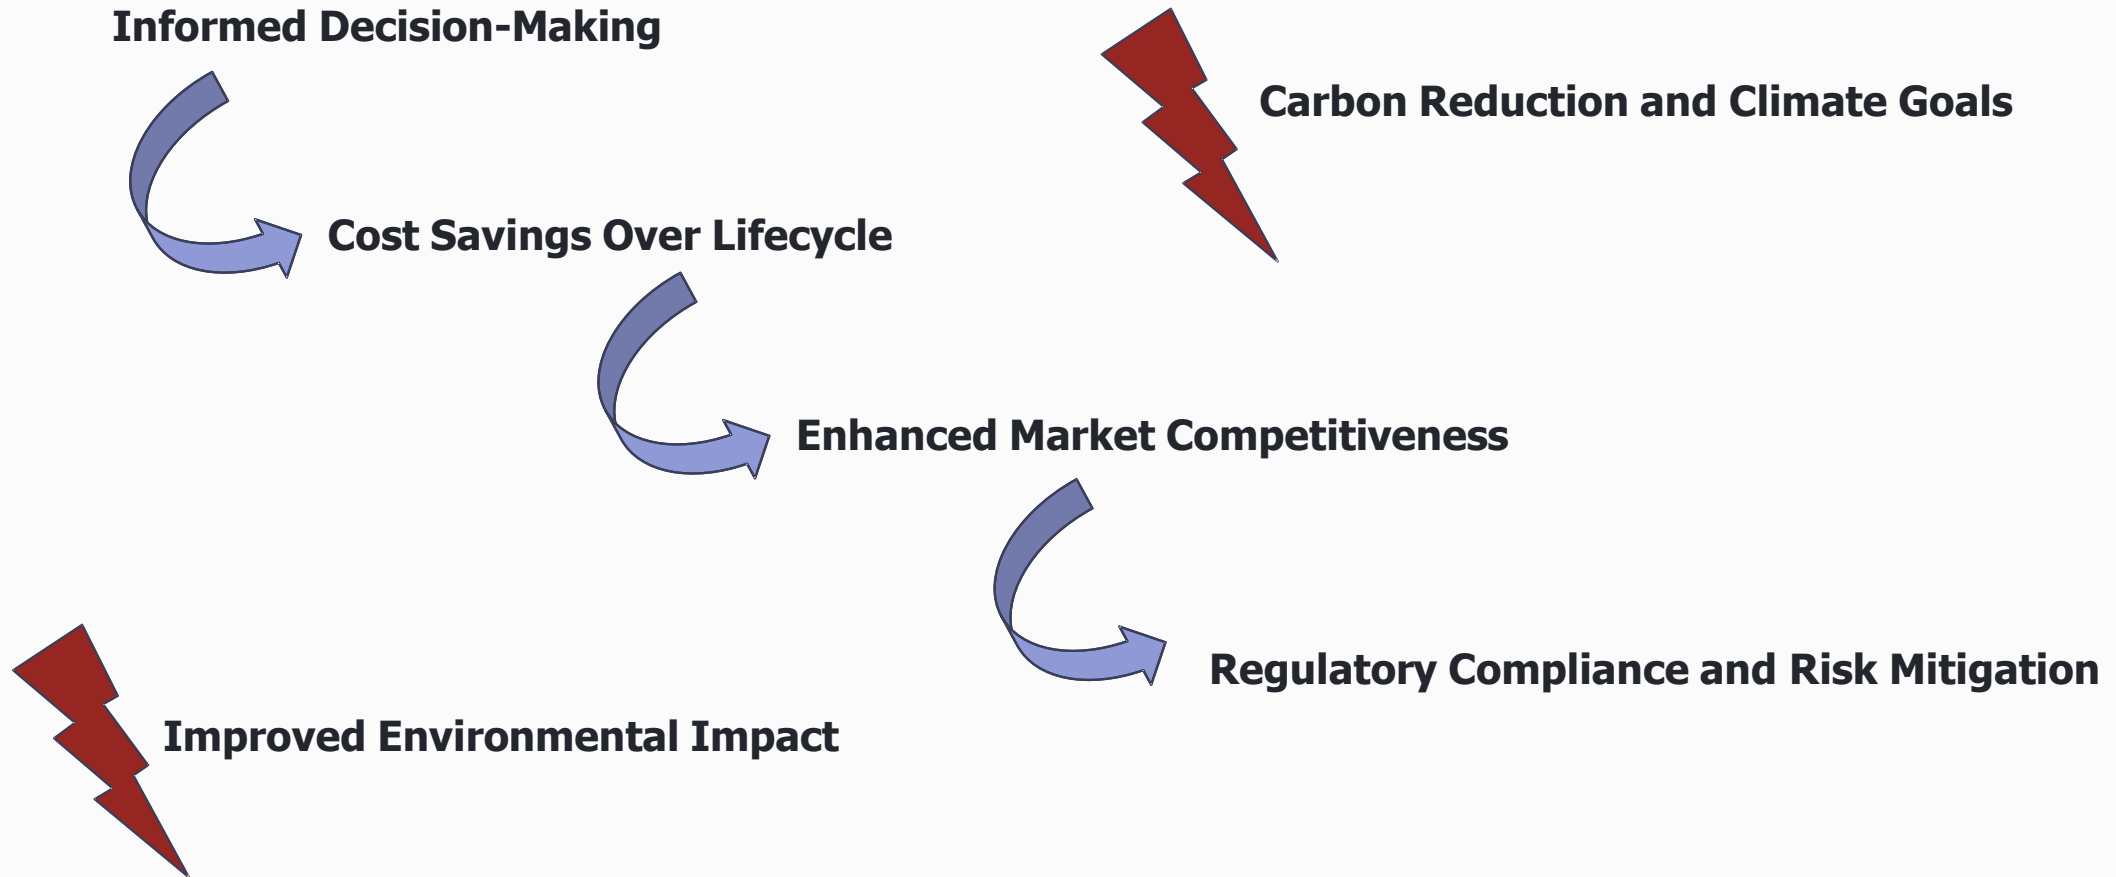 Informed Decision-Making
Carbon Reduction and Climate Goals
Cost Savings Over Lifecycle
Enhanced Market Competitiveness
Regulatory Compliance and Risk Mitigation
Improved Environmental Impact